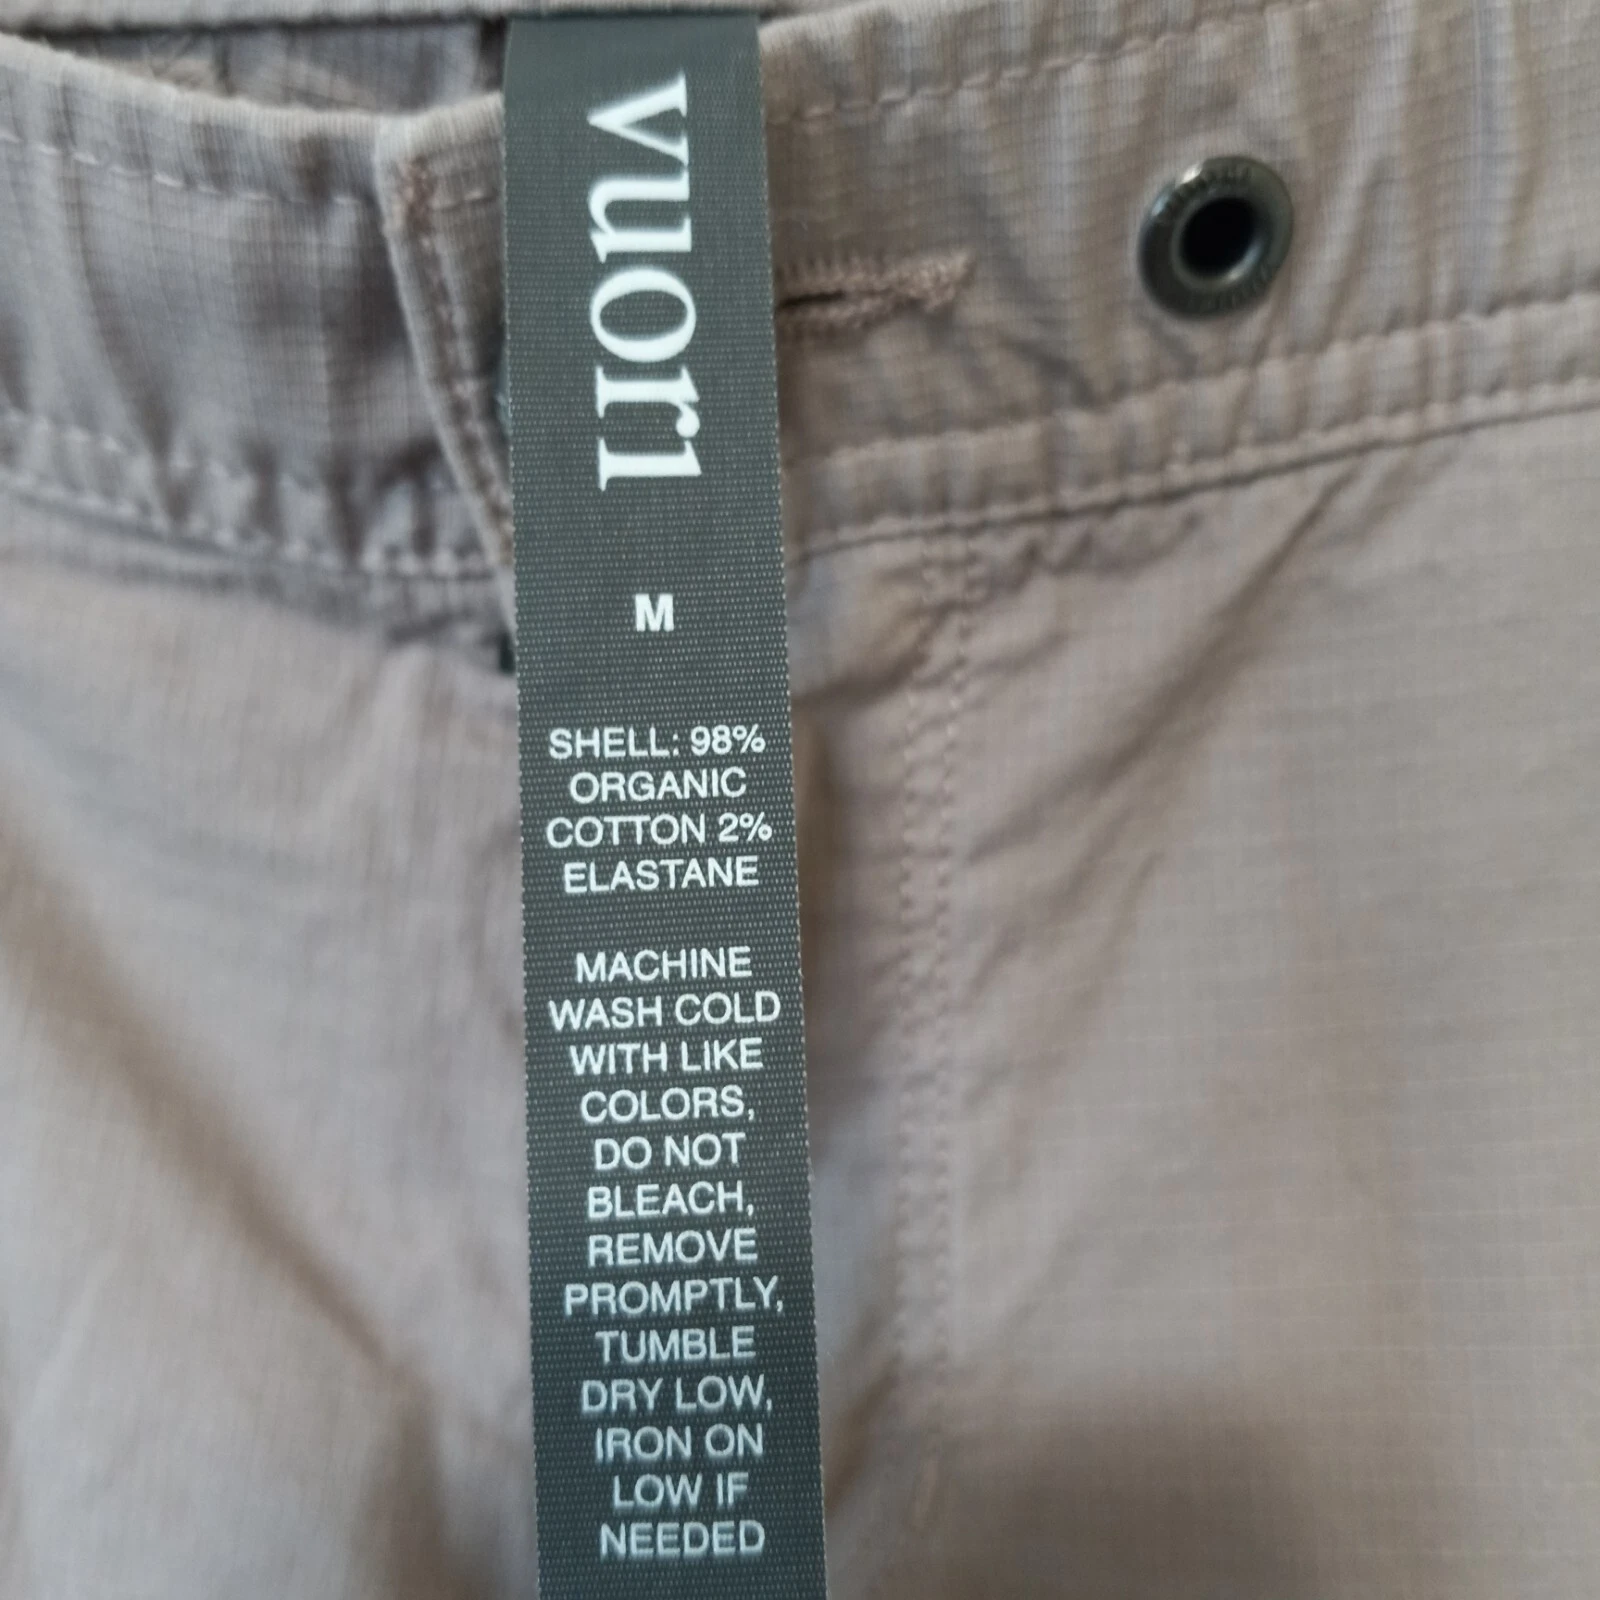 vuori
M
SHELL: 98%
ORGANIC
COTTON 2%
ELASTANE
MACHINE
WASH COLD
WITH LIKE
COLORS,
DO NOT
BLEACH,
REMOVE
PROMPTLY,
TUMBLE
DRY LOW,
IRON ON
LOW IF
NEEDED